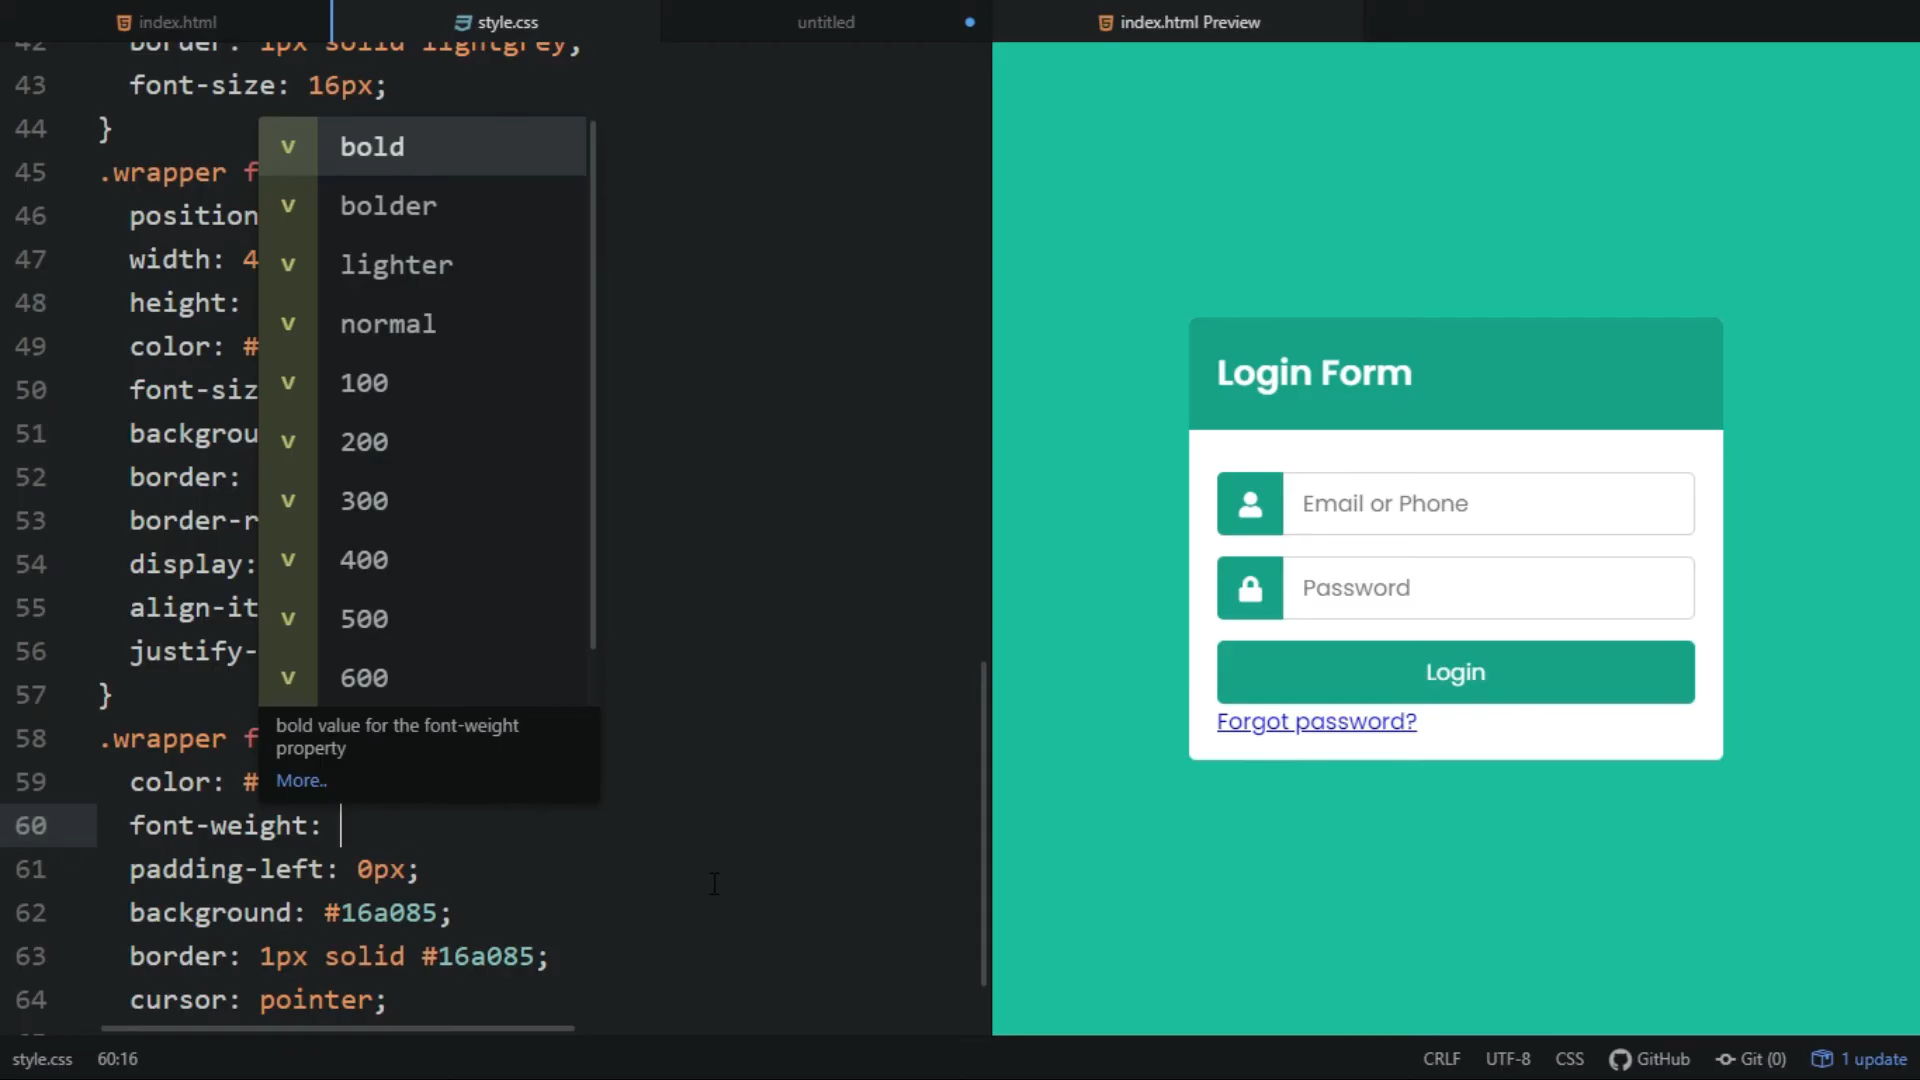 index.html
style.css
untitled
index.html Preview
42 border: 1px solid lightgrey;
43 font-size: 16px;
44 }
45 .wrapper f
46 position
47 width: 4
48 height:
49 color: #
50 font-siz
51 backgrou
52 border:
53 border-r
54 display:
55 align-it
56 justify-
57 }
58 .wrapper f
59 color: #
60 font-weight:
61 padding-left: 0px;
62 background: #16a085;
63 border: 1px solid #16a085;
64 cursor: pointer;
v bold
v bolder
v lighter
v normal
v 100
v 200
v 300
v 400
v 500
v 600
bold value for the font-weight
property
More..
Login Form
Email or Phone
Password
Login
Forgot password?
style.css 60:16
CRLF UTF-8 CSS GitHub Git (0) 1 update